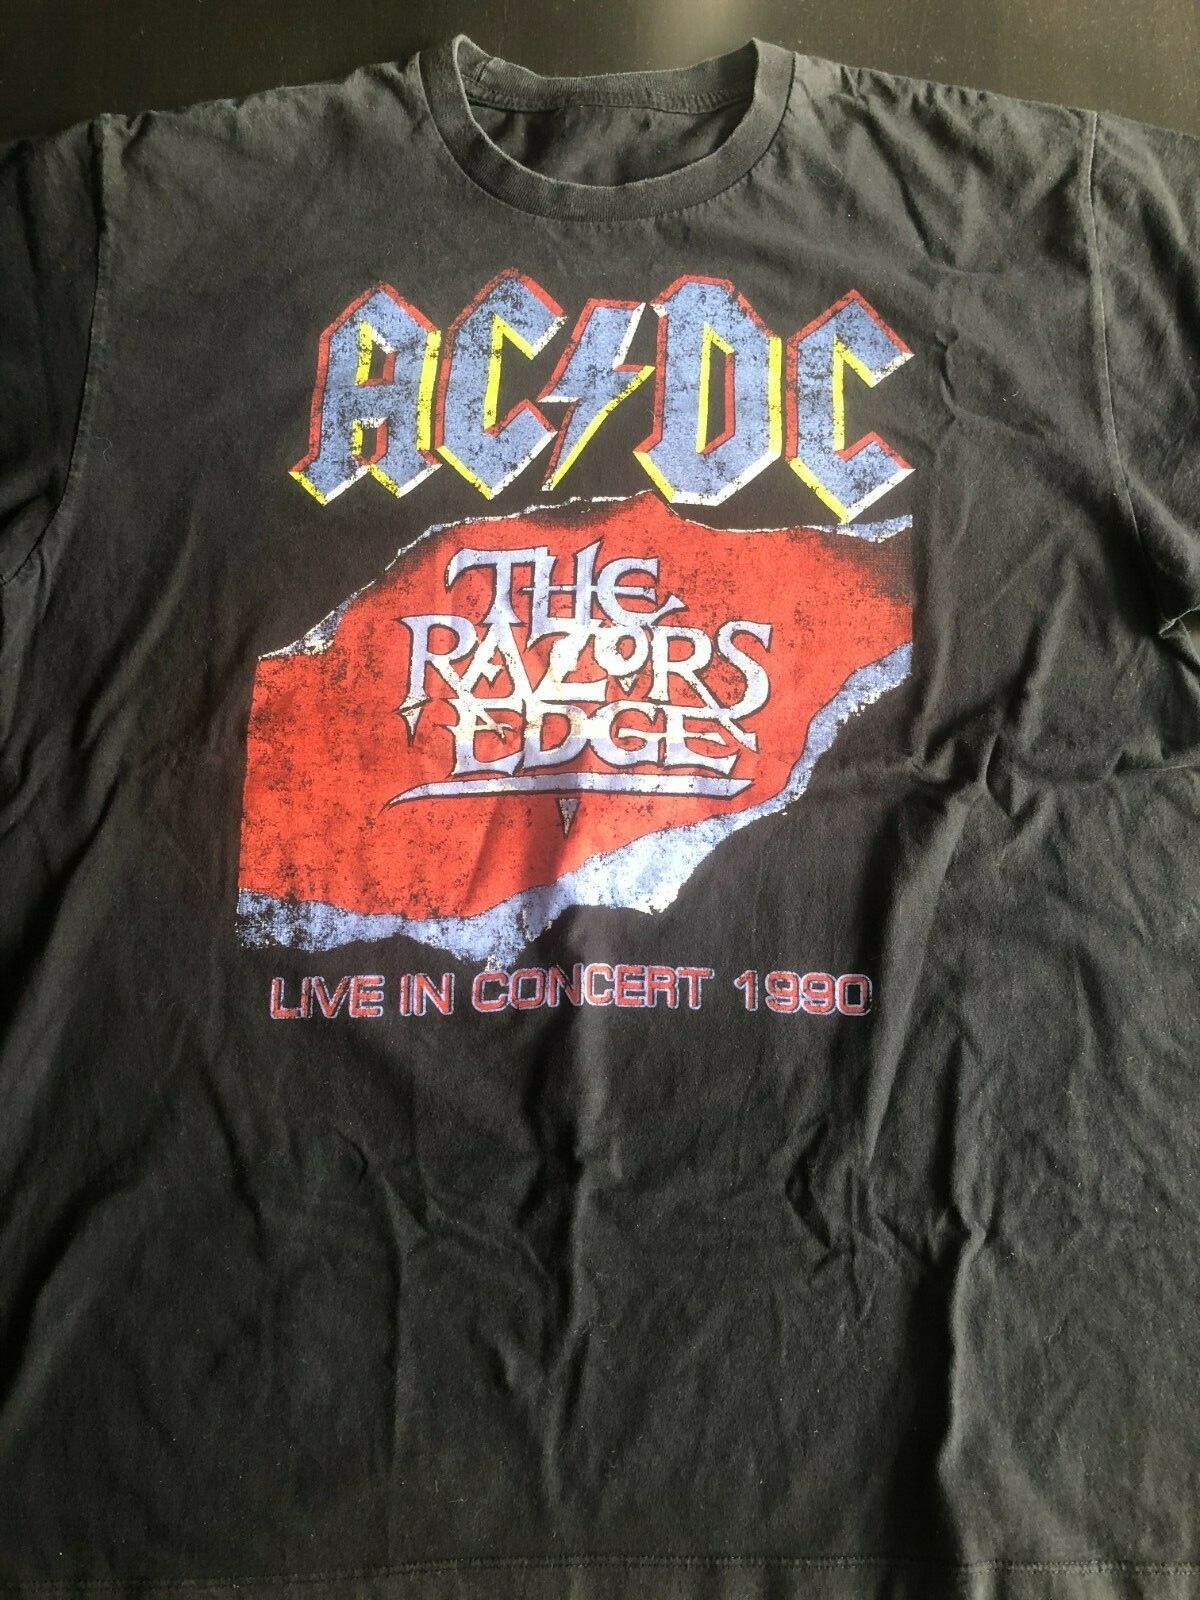 AC/DC
THE
RAZORS
EDGE
LIVE IN CONCERT 1990